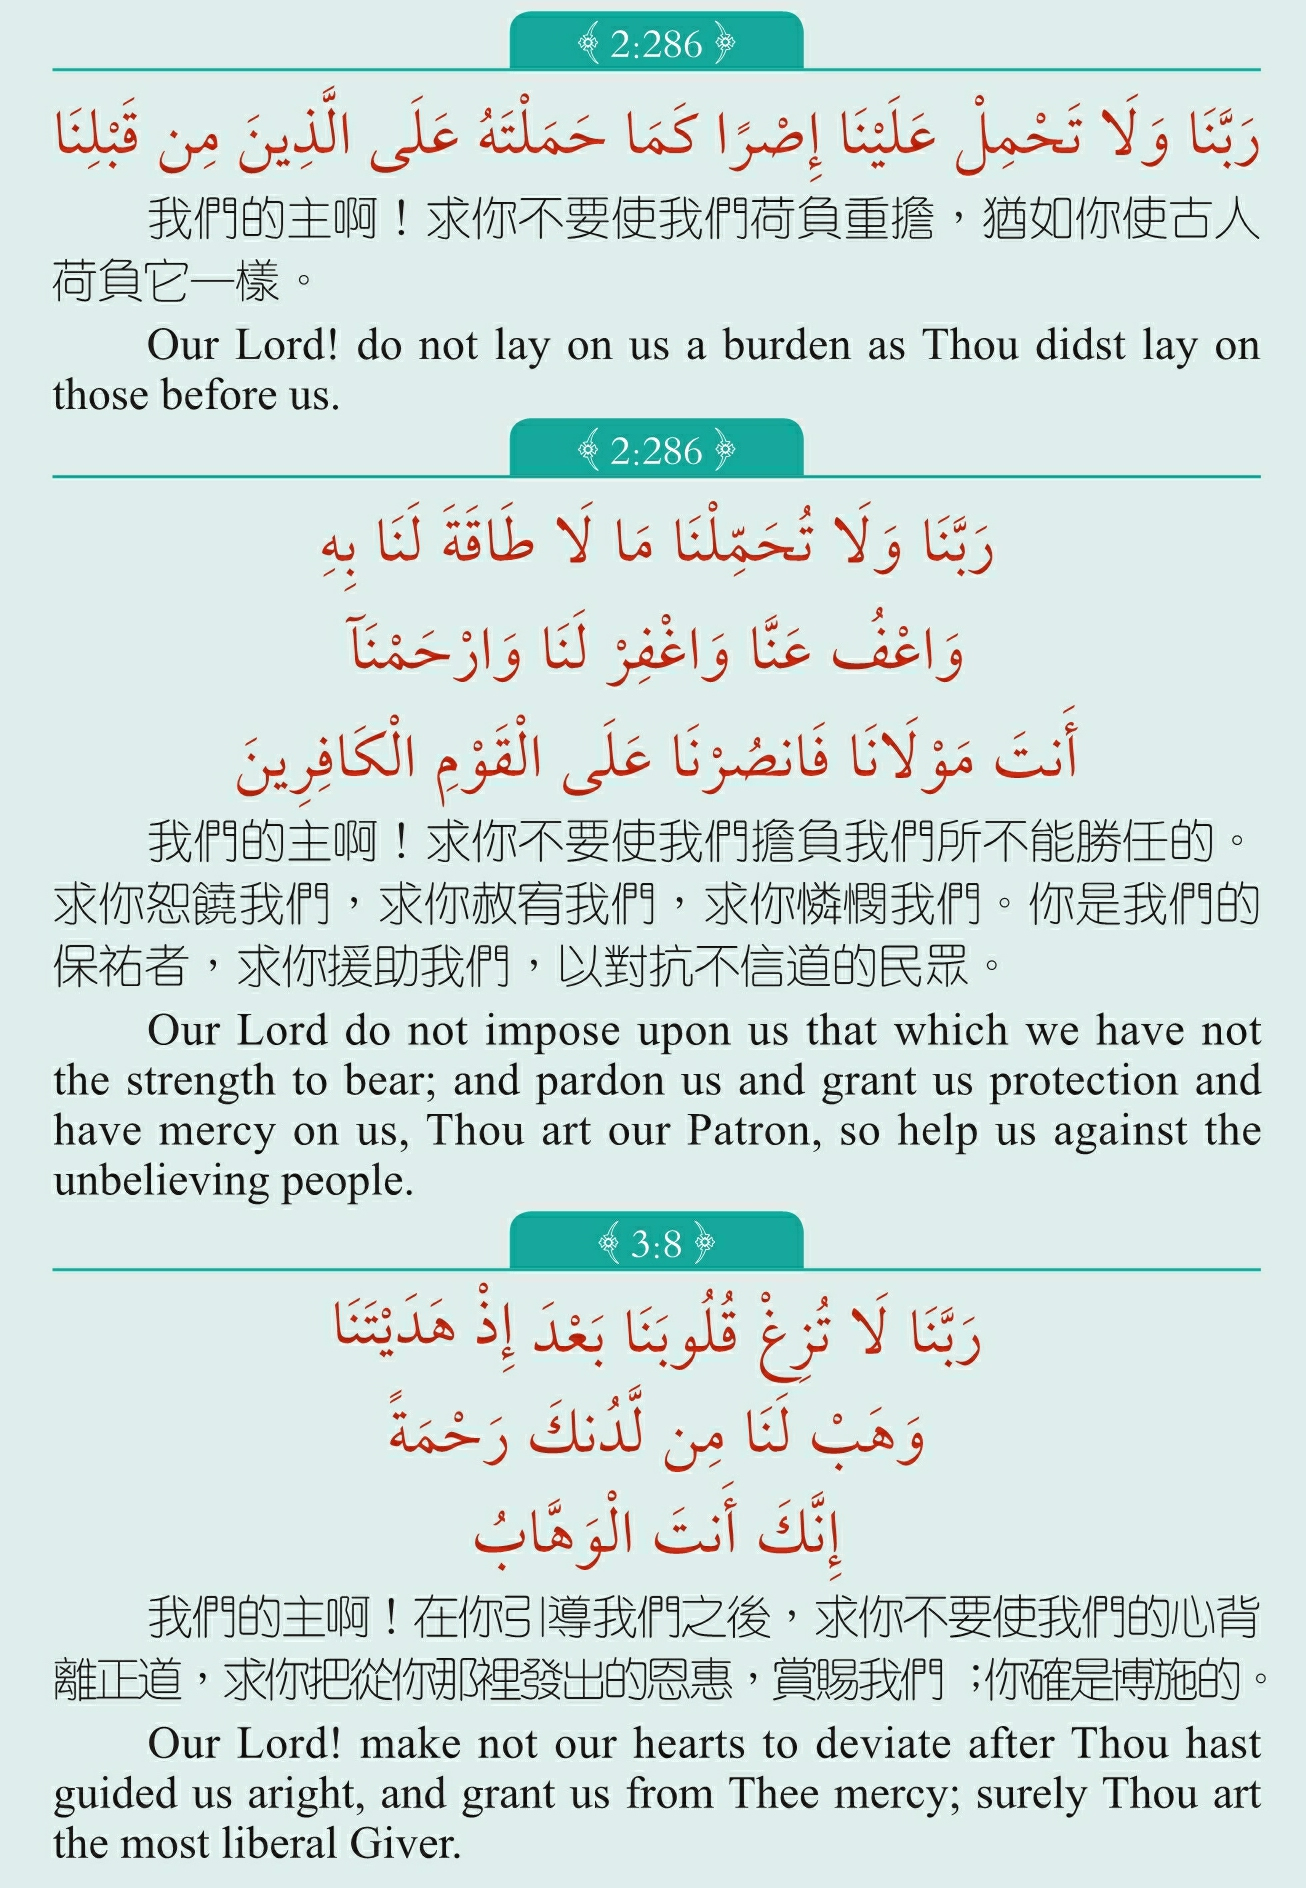 2:286
رَبَّنَا وَلَا تَحْمِلْ عَلَيْنَا إِصْرًا كَمَا حَمَلْتَهُ عَلَى الَّذِينَ مِن قَبْلِنَا
我們的主啊！求你不要使我們荷負重擔，猶如你使古人
荷負它一樣。
Our Lord! do not lay on us a burden as Thou didst lay on
those before us.
2:286
رَبَّنَا وَلَا تُحَمِّلْنَا مَا لَا طَاقَةَ لَنَا بِهِ
وَاعْفُ عَنَّا وَاغْفِرْ لَنَا وَارْحَمْنَآ
أَنتَ مَوْلَانَا فَانصُرْنَا عَلَى الْقَوْمِ الْكَافِرِينَ
我們的主啊！求你不要使我們擔負我們所不能勝任的。
求你恕饒我們，求你赦宥我們，求你憐憫我們。你是我們的
保祐者，求你援助我們，以對抗不信道的民眾。
Our Lord do not impose upon us that which we have not
the strength to bear; and pardon us and grant us protection and
have mercy on us, Thou art our Patron, so help us against the
unbelieving people.
3:8
رَبَّنَا لَا تُزِغْ قُلُوبَنَا بَعْدَ إِذْ هَدَيْتَنَا
وَهَبْ لَنَا مِن لَّدُنكَ رَحْمَةً
إِنَّكَ أَنتَ الْوَهَّابُ
我們的主啊！在你引導我們之後，求你不要使我們的心背
離正道，求你把從你那裡發出的恩惠，賞賜我們；你確是博施的。
Our Lord! make not our hearts to deviate after Thou hast
guided us aright, and grant us from Thee mercy; surely Thou art
the most liberal Giver.